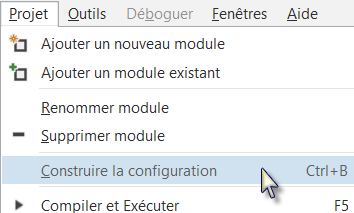 Projet Outils Déboguer Fenêtres Aide
Ajouter un nouveau module
Ajouter un module existant
Renommer module
Supprimer module
Construire la configuration Ctrl+B
Compiler et Exécuter F5